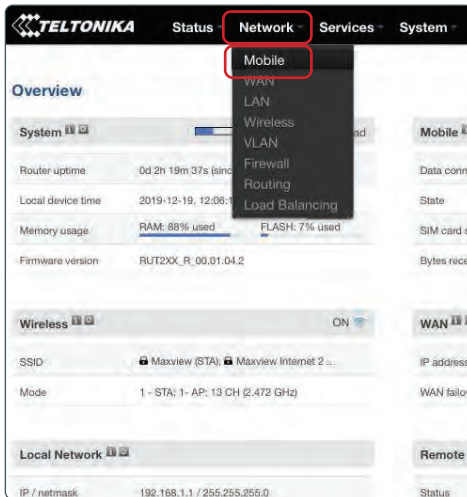 TELTONIKA Status Network Services System
Mobile
WAN
LAN
Wireless
VLAN
Firewall
Routing
Load Balancing
Overview
System
Router uptime 0d 2h 19m 37s
Local device time 2019-12-19, 12:06:
Memory usage RAM: 88% used FLASH: 7% used
Firmware version RUT2XX_R_00.01.04.2
Wireless ON
SSID Maxview (STA); Maxview Internet 2 ...
Mode 1 - STA; 1- AP; 13 CH (2.472 GHz)
Local Network
IP / netmask 192.168.1.1 / 255.255.255.0
Mobile
Data conn
State
SIM card s
Bytes rece
WAN
IP address
WAN failov
Remote
Status